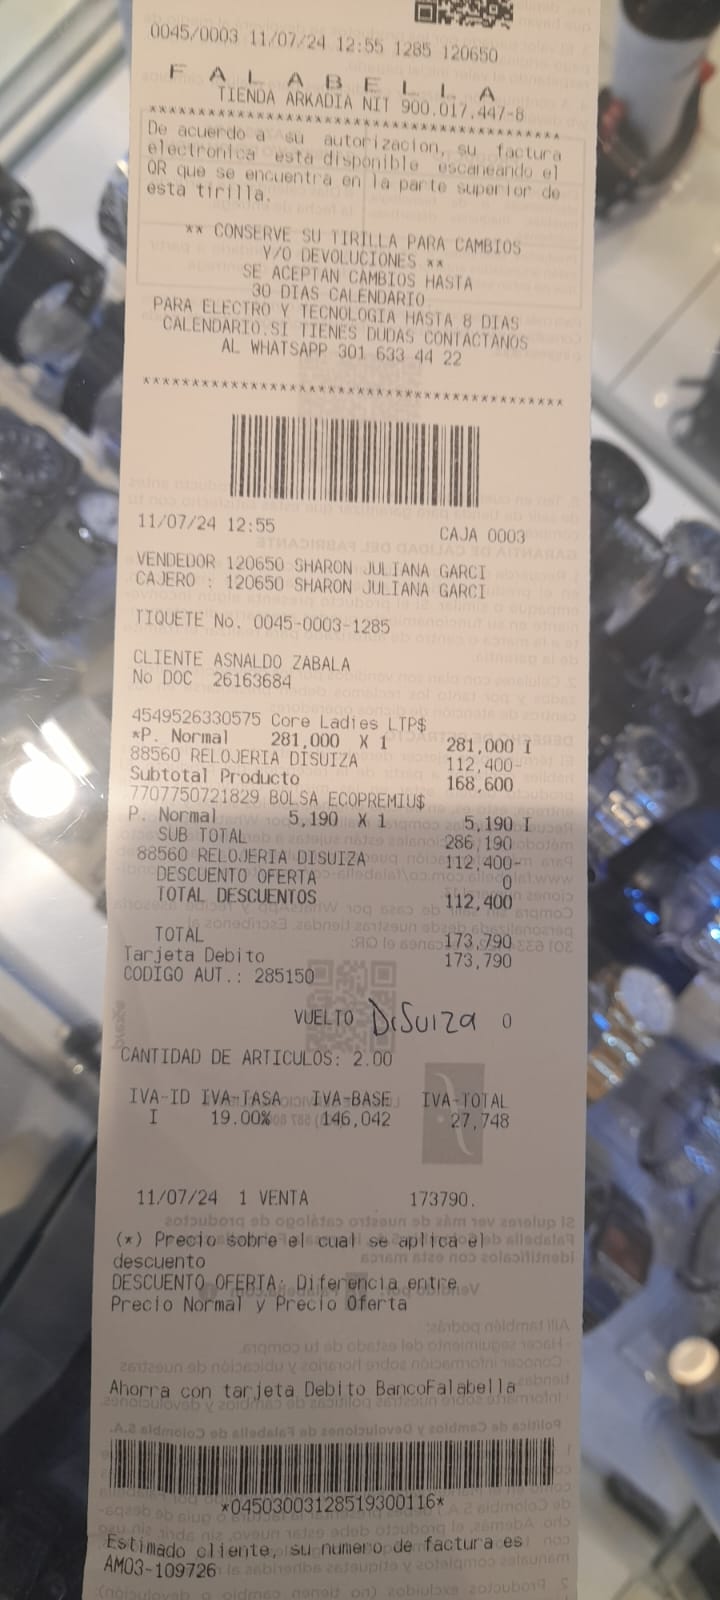 0045/0003 11/07/24 12:55 1285 120650
F A L A B E L L A
TIENDA ARKADIA NIT 900.017.447-8
************************************************
De acuerdo a su autorizacion, su factura
electronica esta disponible escaneando el
QR que se encuentra en la parte superior de
esta tirilla.
** CONSERVE SU TIRILLA PARA CAMBIOS
Y/O DEVOLUCIONES **
SE ACEPTAN CAMBIOS HASTA
30 DIAS CALENDARIO
PARA ELECTRO Y TECNOLOGIA HASTA 8 DIAS
CALENDARIO.SI TIENES DUDAS CONTACTANOS
AL WHATSAPP 301 633 44 22
************************************************
11/07/24 12:55 CAJA 0003
VENDEDOR 120650 SHARON JULIANA GARCI
CAJERO : 120650 SHARON JULIANA GARCI
TIQUETE No. 0045-0003-1285
CLIENTE ASNALDO ZABALA
No DOC 26163684
4549526330575 Core Ladies LTP$
*P. Normal 281,000 X 1 281,000 I
88560 RELOJERIA DISUIZA 112,400-
Subtotal Producto 168,600
7707750721829 BOLSA ECOPREMIU$
P. Normal 5,190 X 1 5,190 I
SUB TOTAL 286,190
88560 RELOJERIA DISUIZA 112,400-
DESCUENTO OFERTA 0
TOTAL DESCUENTOS 112,400
TOTAL 173,790
Tarjeta Debito 173,790
CODIGO AUT.: 285150
VUELTO DiSuiza 0
CANTIDAD DE ARTICULOS: 2.00
IVA-ID IVA-TASA IVA-BASE IVA-TOTAL
I 19.00% 146,042 27,748
11/07/24 1 VENTA 173790.
(*) Precio sobre el cual se aplica el
descuento
DESCUENTO OFERTA: Diferencia entre
Precio Normal y Precio Oferta
Ahorra con tarjeta Debito BancoFalabella
*04503003128519300116*
Estimado cliente, su numero de factura es
AM03-109726